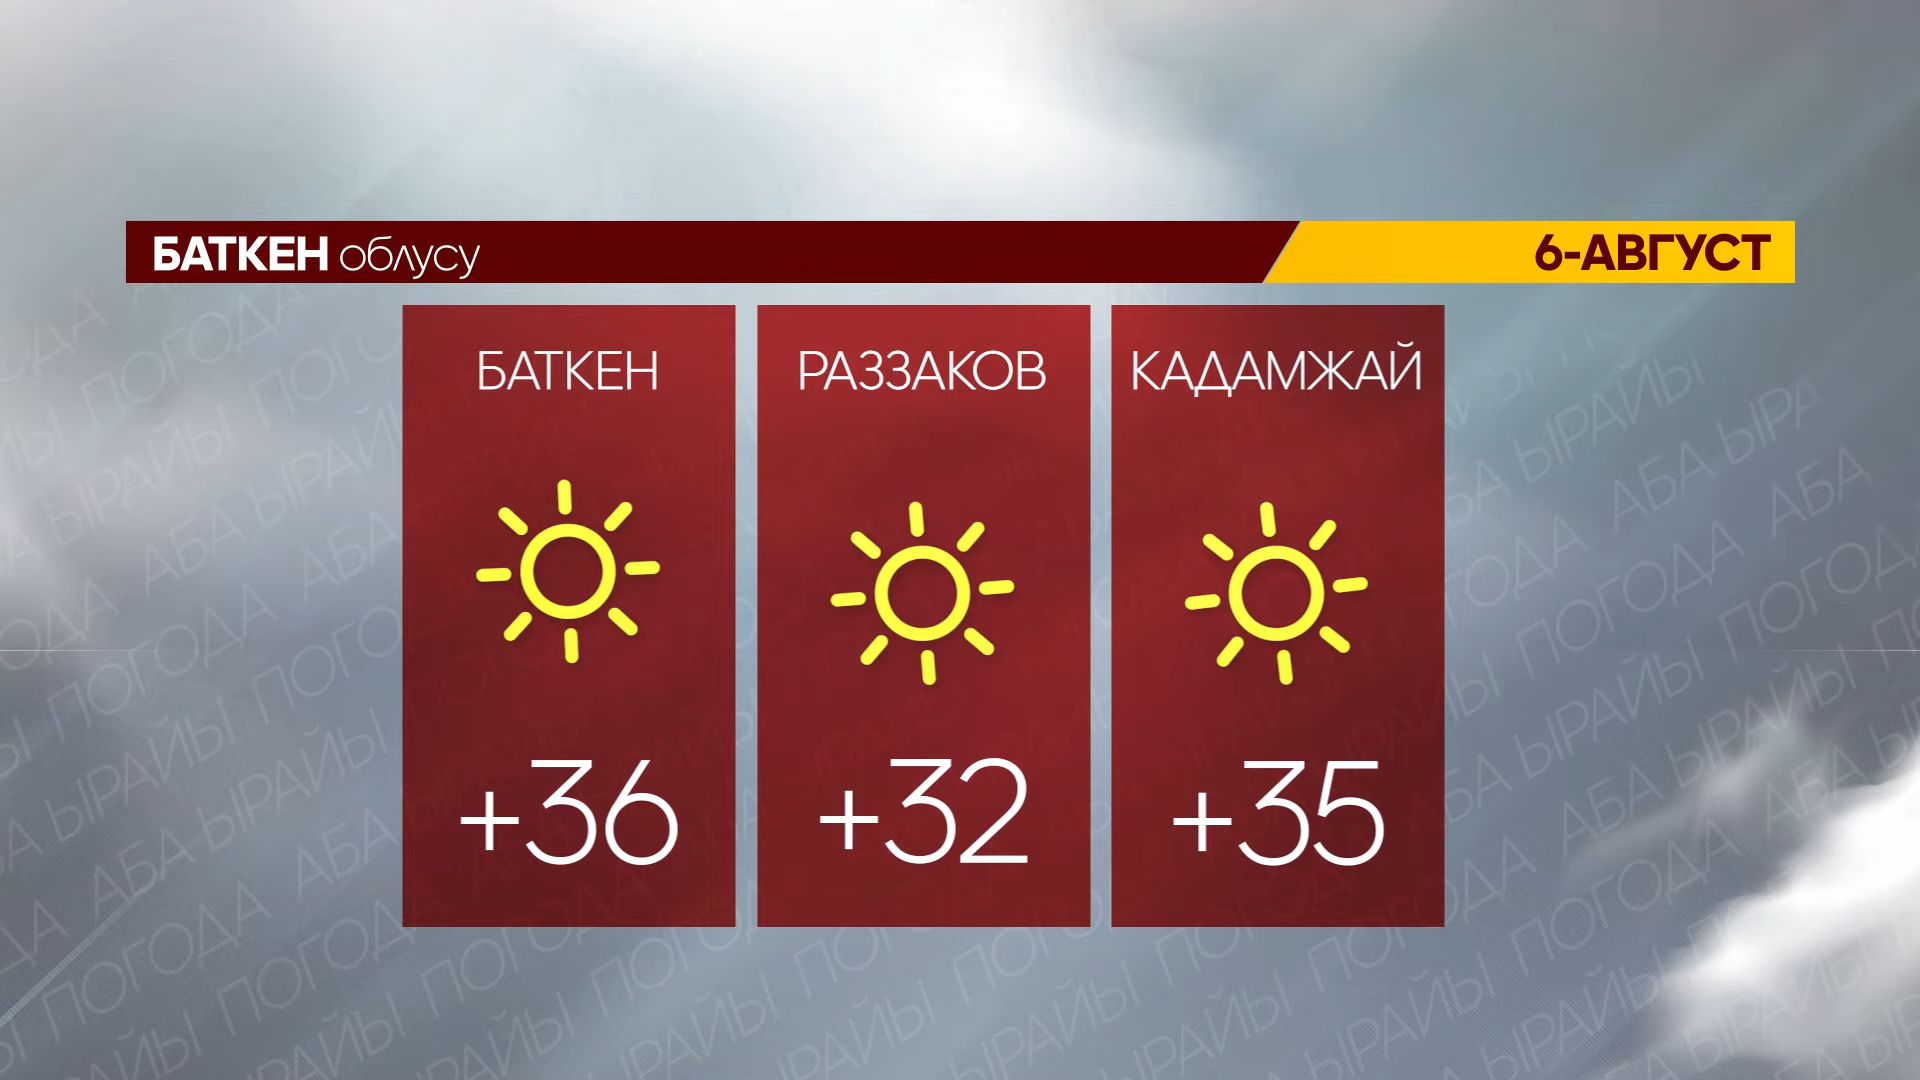 БАТКЕН облусу
6-АВГУСТ
БАТКЕН
РАЗЗАКОВ
КАДАМЖАЙ
+36
+32
+35